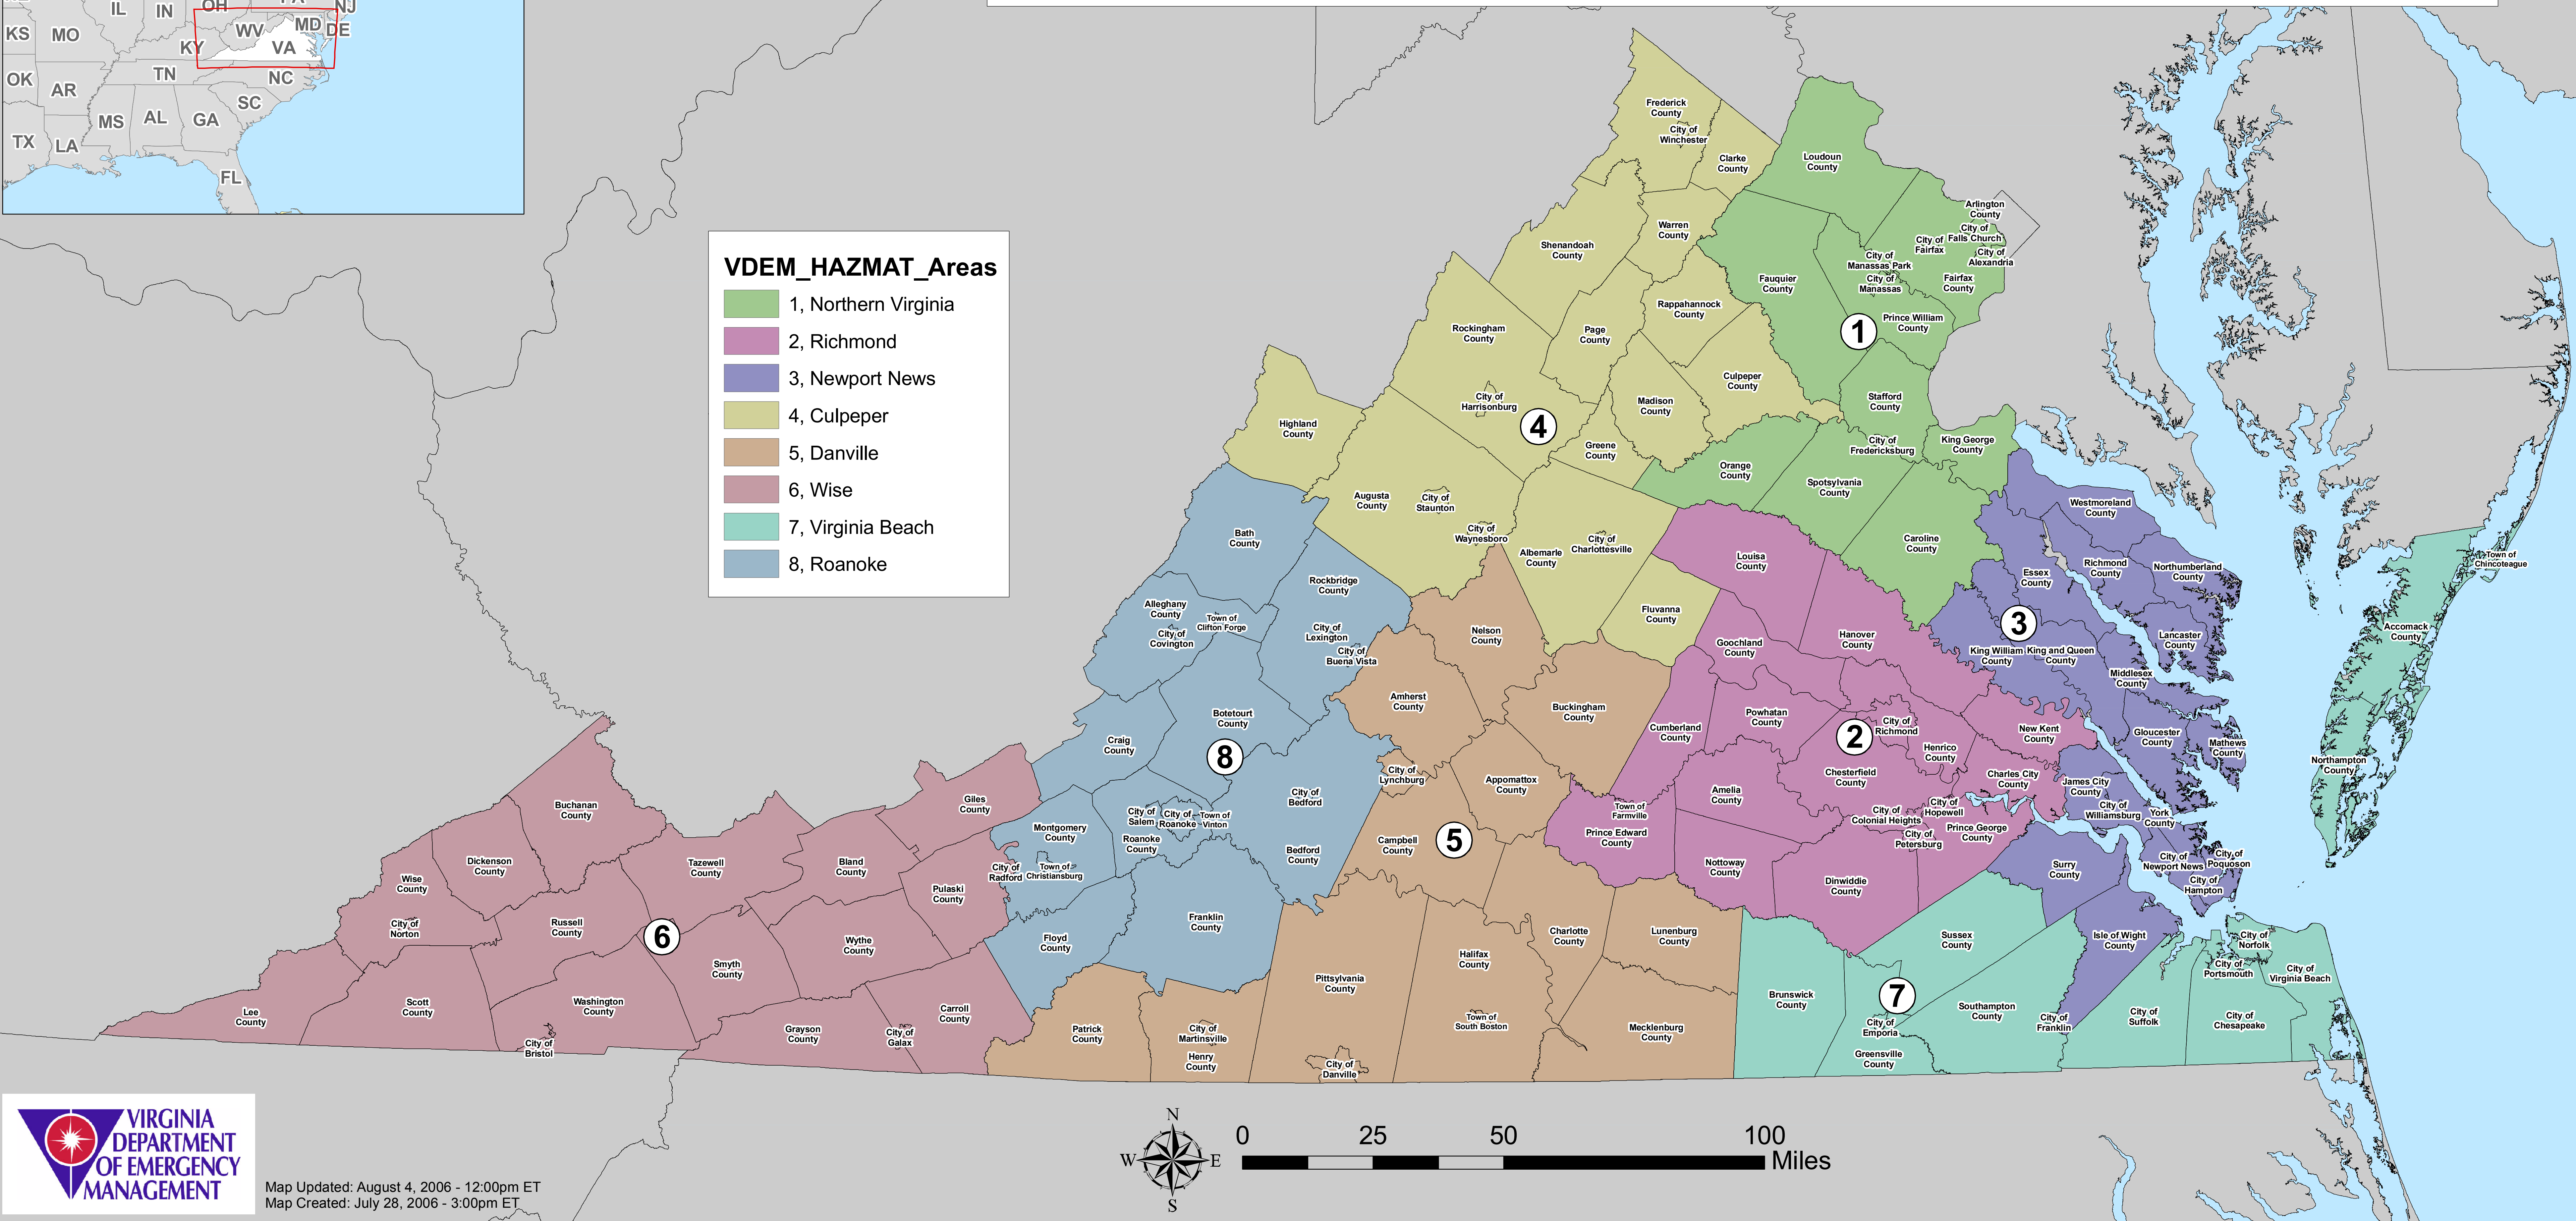 IL
IN
OH
PA
NJ
KS
MO
WV
MD
DE
KY
VA
OK
AR
TN
NC
SC
MS
AL
GA
TX
LA
FL
VDEM_HAZMAT_Areas
1, Northern Virginia
2, Richmond
3, Newport News
4, Culpeper
5, Danville
6, Wise
7, Virginia Beach
8, Roanoke
Frederick
County
City of
Winchester
Clarke
County
Loudoun
County
Shenandoah
County
Warren
County
Arlington
County
City of
Falls Church
City of
Fairfax
City of
Alexandria
City of
Manassas Park
City of
Manassas
Fairfax
County
Fauquier
County
Prince William
County
1
Rappahannock
County
Page
County
Rockingham
County
City of
Harrisonburg
4
Madison
County
Culpeper
County
Stafford
County
Highland
County
Greene
County
Orange
County
City of
Fredericksburg
King George
County
Spotsylvania
County
Augusta
County
City of
Staunton
City of
Waynesboro
Albemarle
County
City of
Charlottesville
Caroline
County
Westmoreland
County
Bath
County
Rockbridge
County
Louisa
County
Essex
County
Richmond
County
Northumberland
County
Town of
Chincoteague
Alleghany
County
City of
Covington
Town of
Clifton Forge
City of
Lexington
City of
Buena Vista
Nelson
County
Fluvanna
County
Goochland
County
Hanover
County
3
King William
County
King and Queen
County
Lancaster
County
Middlesex
County
Accomack
County
Amherst
County
Buckingham
County
Cumberland
County
Powhatan
County
2
City of
Richmond
Henrico
County
New Kent
County
Gloucester
County
Mathews
County
Northampton
County
Craig
County
Botetourt
County
8
City of
Lynchburg
Appomattox
County
Chesterfield
County
Charles City
County
James City
County
City of
Williamsburg
York
County
Buchanan
County
Giles
County
City of
Bedford
Bedford
County
Amelia
County
Town of
Farmville
Prince Edward
County
City of
Colonial Heights
City of
Hopewell
City of
Petersburg
Prince George
County
Montgomery
County
City of
Salem
City of
Roanoke
Town of
Vinton
Roanoke
County
Campbell
County
5
Dickenson
County
Wise
County
Tazewell
County
Bland
County
City of
Radford
Town of
Christiansburg
Pulaski
County
Nottoway
County
Dinwiddie
County
Surry
County
City of
Newport News
City of
Poquoson
City of
Hampton
City of
Norton
Russell
County
6
Smyth
County
Wythe
County
Floyd
County
Franklin
County
Pittsylvania
County
Halifax
County
Charlotte
County
Lunenburg
County
Sussex
County
Isle of Wight
County
City of
Norfolk
City of
Portsmouth
City of
Virginia Beach
Lee
County
Scott
County
Washington
County
City of
Bristol
Grayson
County
City of
Galax
Carroll
County
Patrick
County
City of
Martinsville
Henry
County
City of
Danville
Town of
South Boston
Mecklenburg
County
Brunswick
County
7
City of
Emporia
Greensville
County
Southampton
County
City of
Franklin
City of
Suffolk
City of
Chesapeake
VIRGINIA
DEPARTMENT
OF EMERGENCY
MANAGEMENT
Map Updated: August 4, 2006 - 12:00pm ET
Map Created: July 28, 2006 - 3:00pm ET
N
W E
S
0 25 50 100
Miles